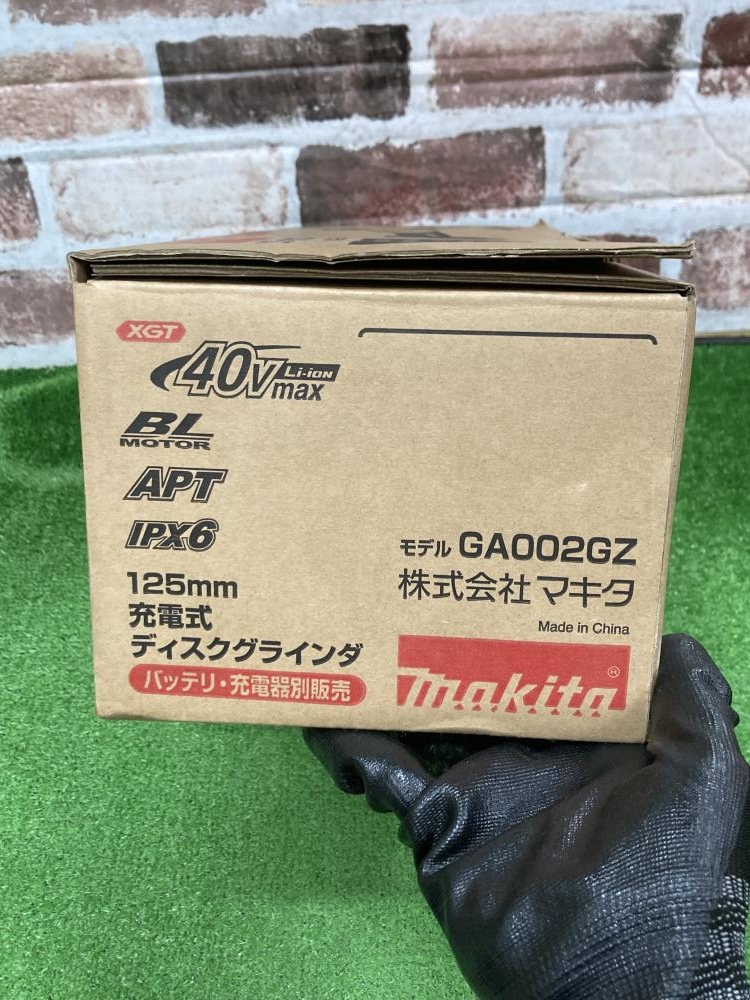 XGT
40Vmax Li-ion
BL
MOTOR
APT
IPX6
125mm
充電式
ディスクグラインダ
バッテリ・充電器別販売
モデル GA002GZ
株式会社マキタ
Made in China
makita®